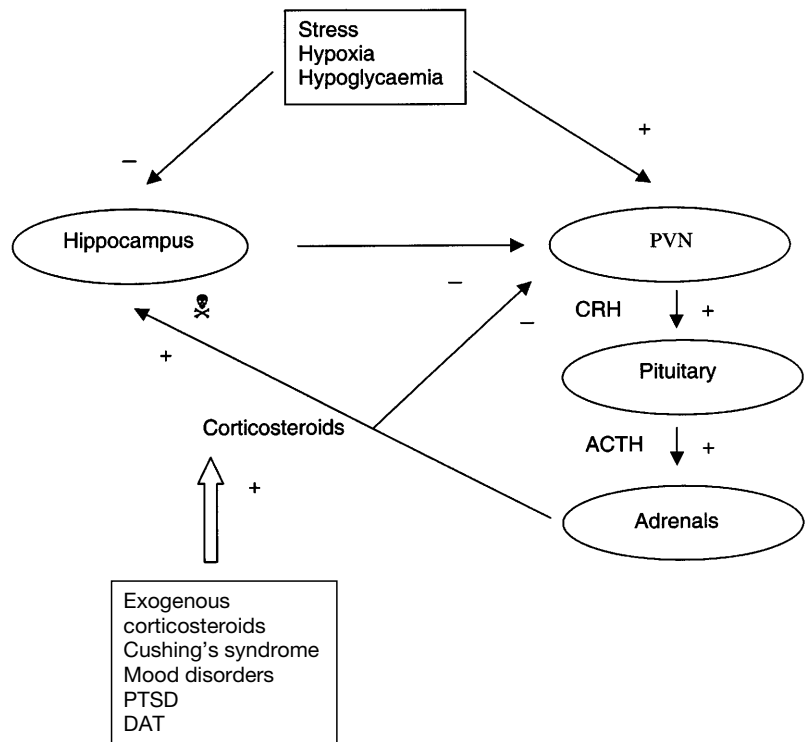 Stress
Hypoxia
Hypoglycaemia
+
–
Hippocampus
PVN
–
CRH
+
–
+
Pituitary
Corticosteroids
ACTH
+
+
Adrenals
Exogenous
corticosteroids
Cushing’s syndrome
Mood disorders
PTSD
DAT